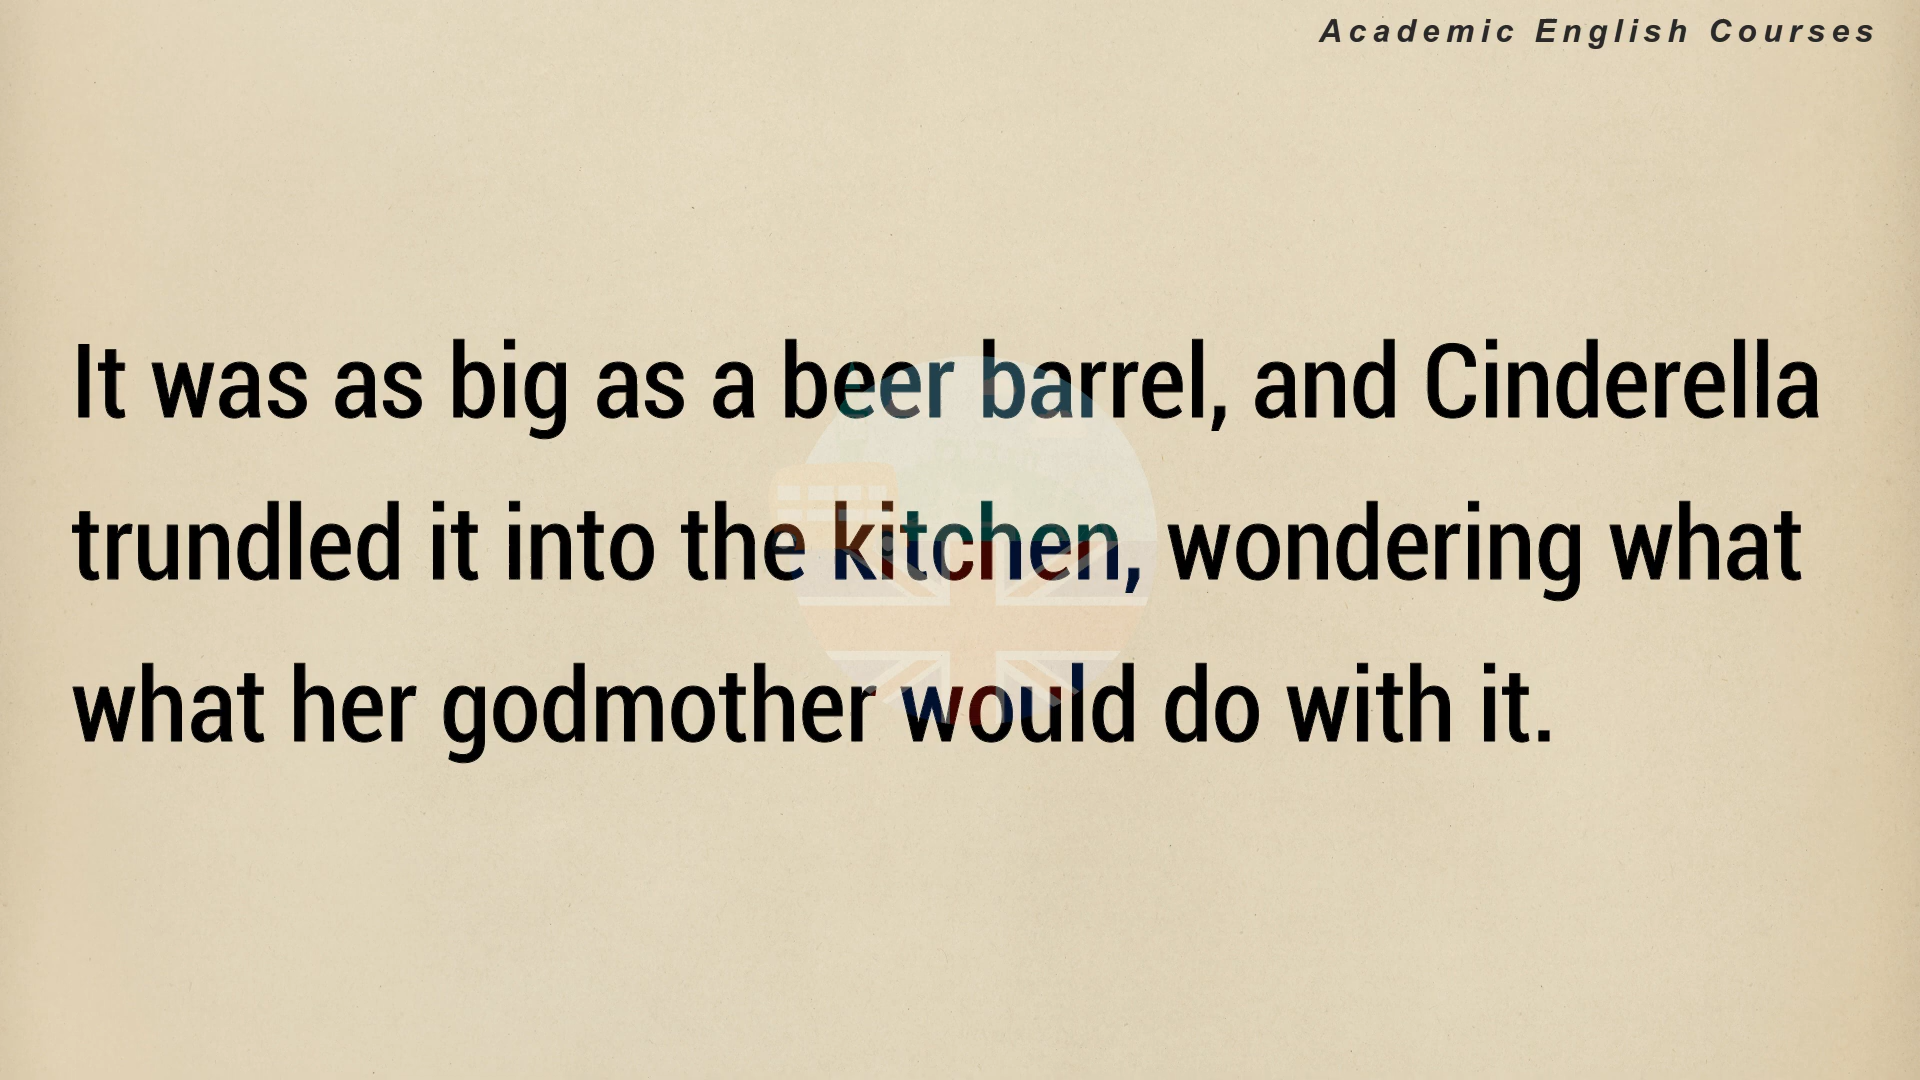 Academic English Courses
It was as big as a beer barrel, and Cinderella
trundled it into the kitchen, wondering what
what her godmother would do with it.